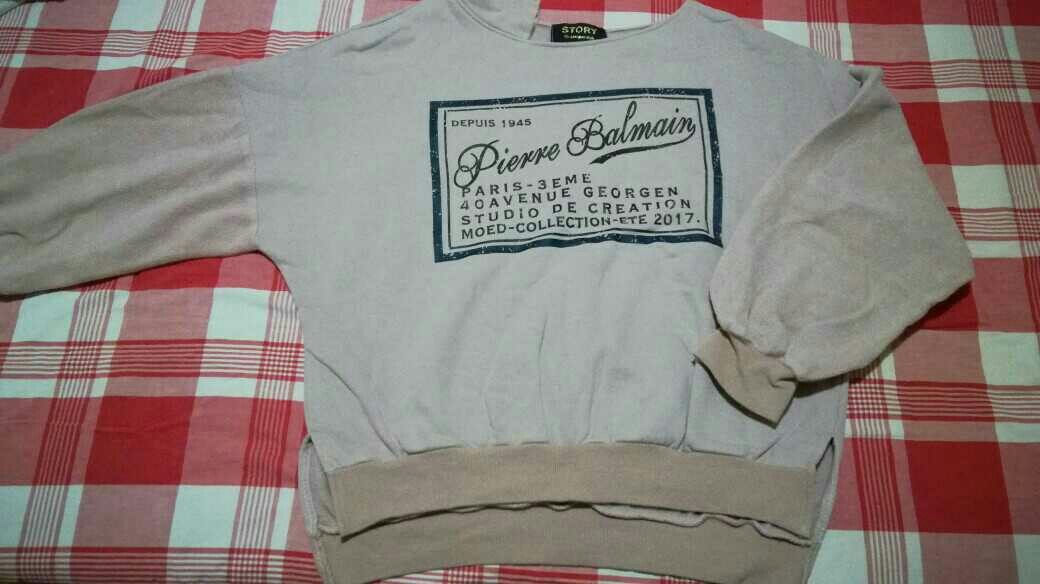 STORY
DEPUIS 1945
Pierre Balmain
PARIS-3EME
40AVENUE GEORGEN
STUDIO DE CREATION
MOED-COLLECTION-ETE 2017.